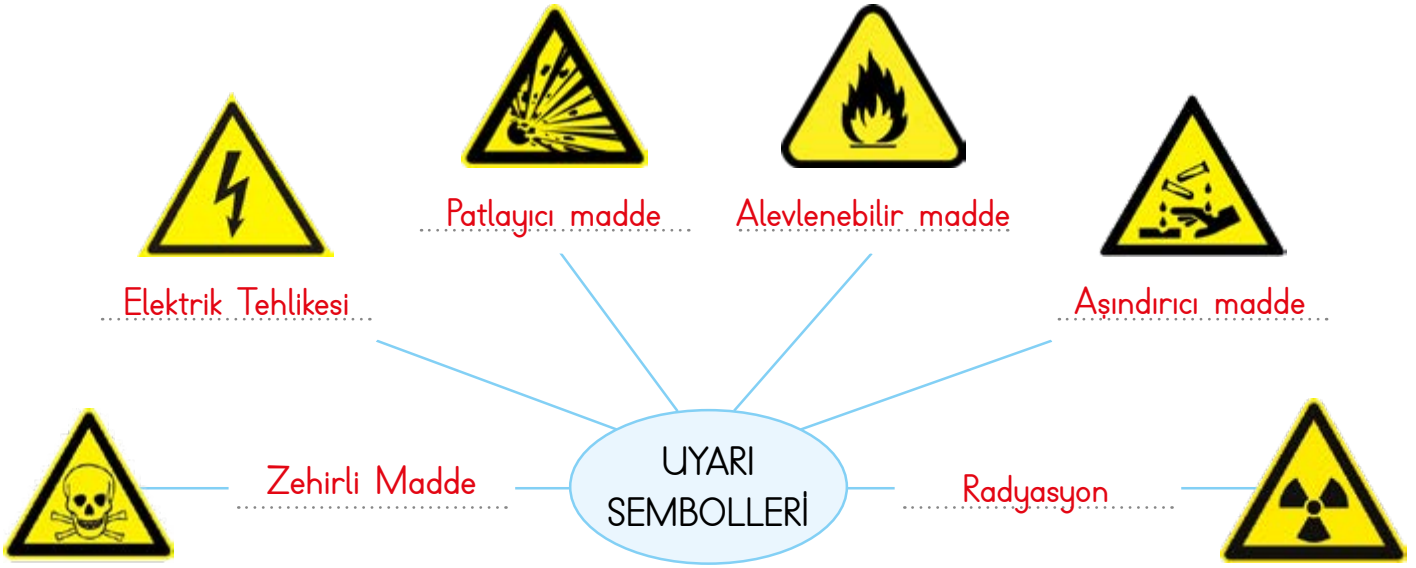 Patlayıcı madde
Alevlenebilir madde
Elektrik Tehlikesi
Aşındırıcı madde
Zehirli Madde
UYARI
SEMBOLLERİ
Radyasyon